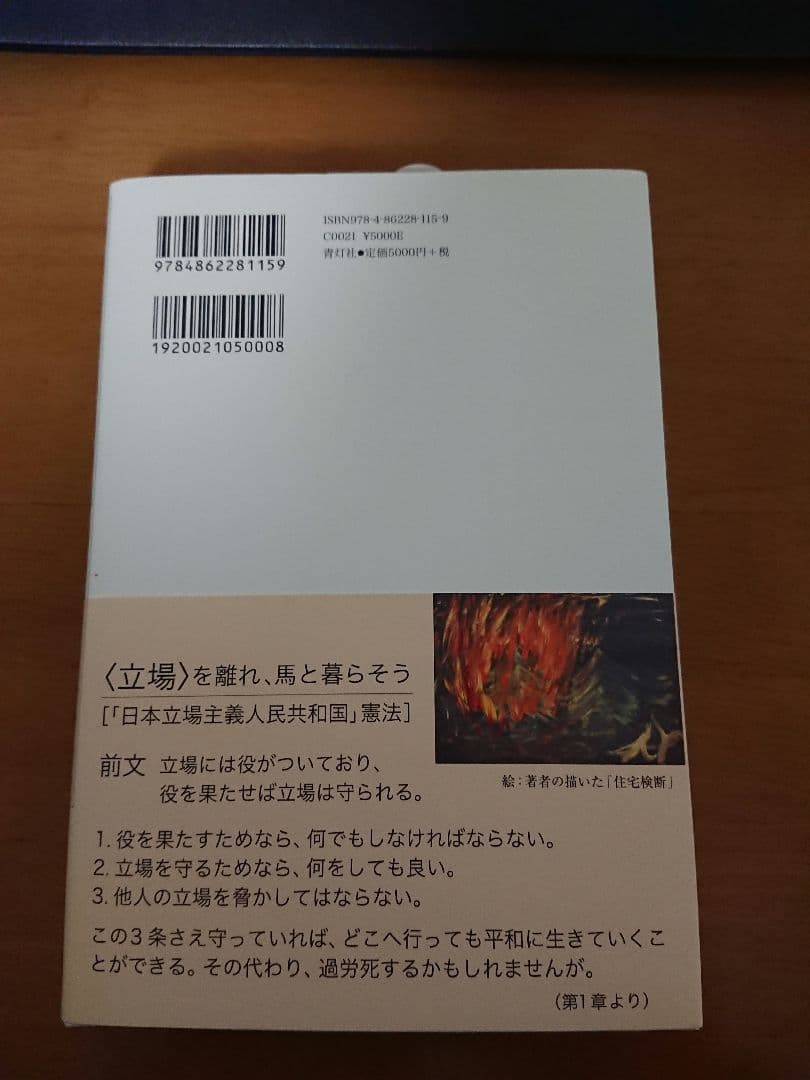 ISBN978-4-86228-115-9
C0021 ¥5000E
青灯社●定価5000円+税
9784862281159
1920021050008
〈立場〉を離れ、馬と暮らそう
[「日本立場主義人民共和国」憲法]
前文 立場には役がついており、
役を果たせば立場は守られる。
絵：著者の描いた「住宅検断」
1. 役を果たすためなら、何でもしなければならない。
2. 立場を守るためなら、何をしても良い。
3. 他人の立場を脅かしてはならない。
この3条さえ守っていれば、どこへ行っても平和に生きていくこ
とができる。その代わり、過労死するかもしれませんが。
（第1章より）